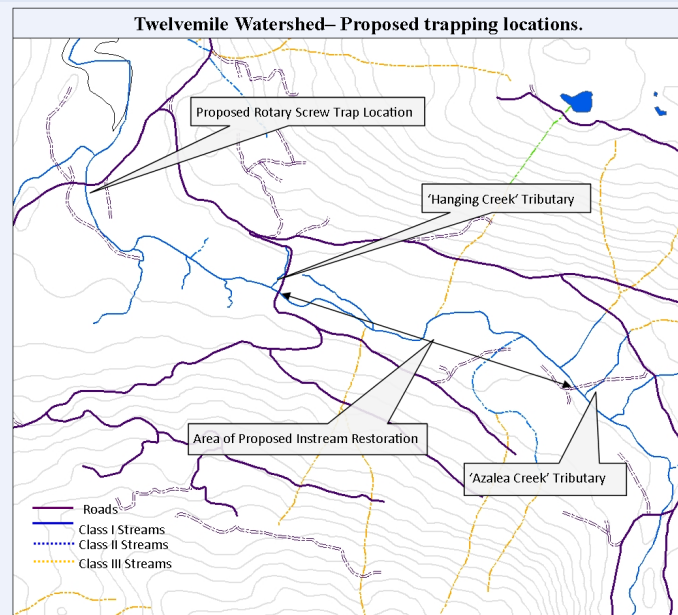 Twelvemile Watershed– Proposed trapping locations.
Proposed Rotary Screw Trap Location
‘Hanging Creek’ Tributary
Area of Proposed Instream Restoration
‘Azalea Creek’ Tributary
Roads
Class I Streams
Class II Streams
Class III Streams